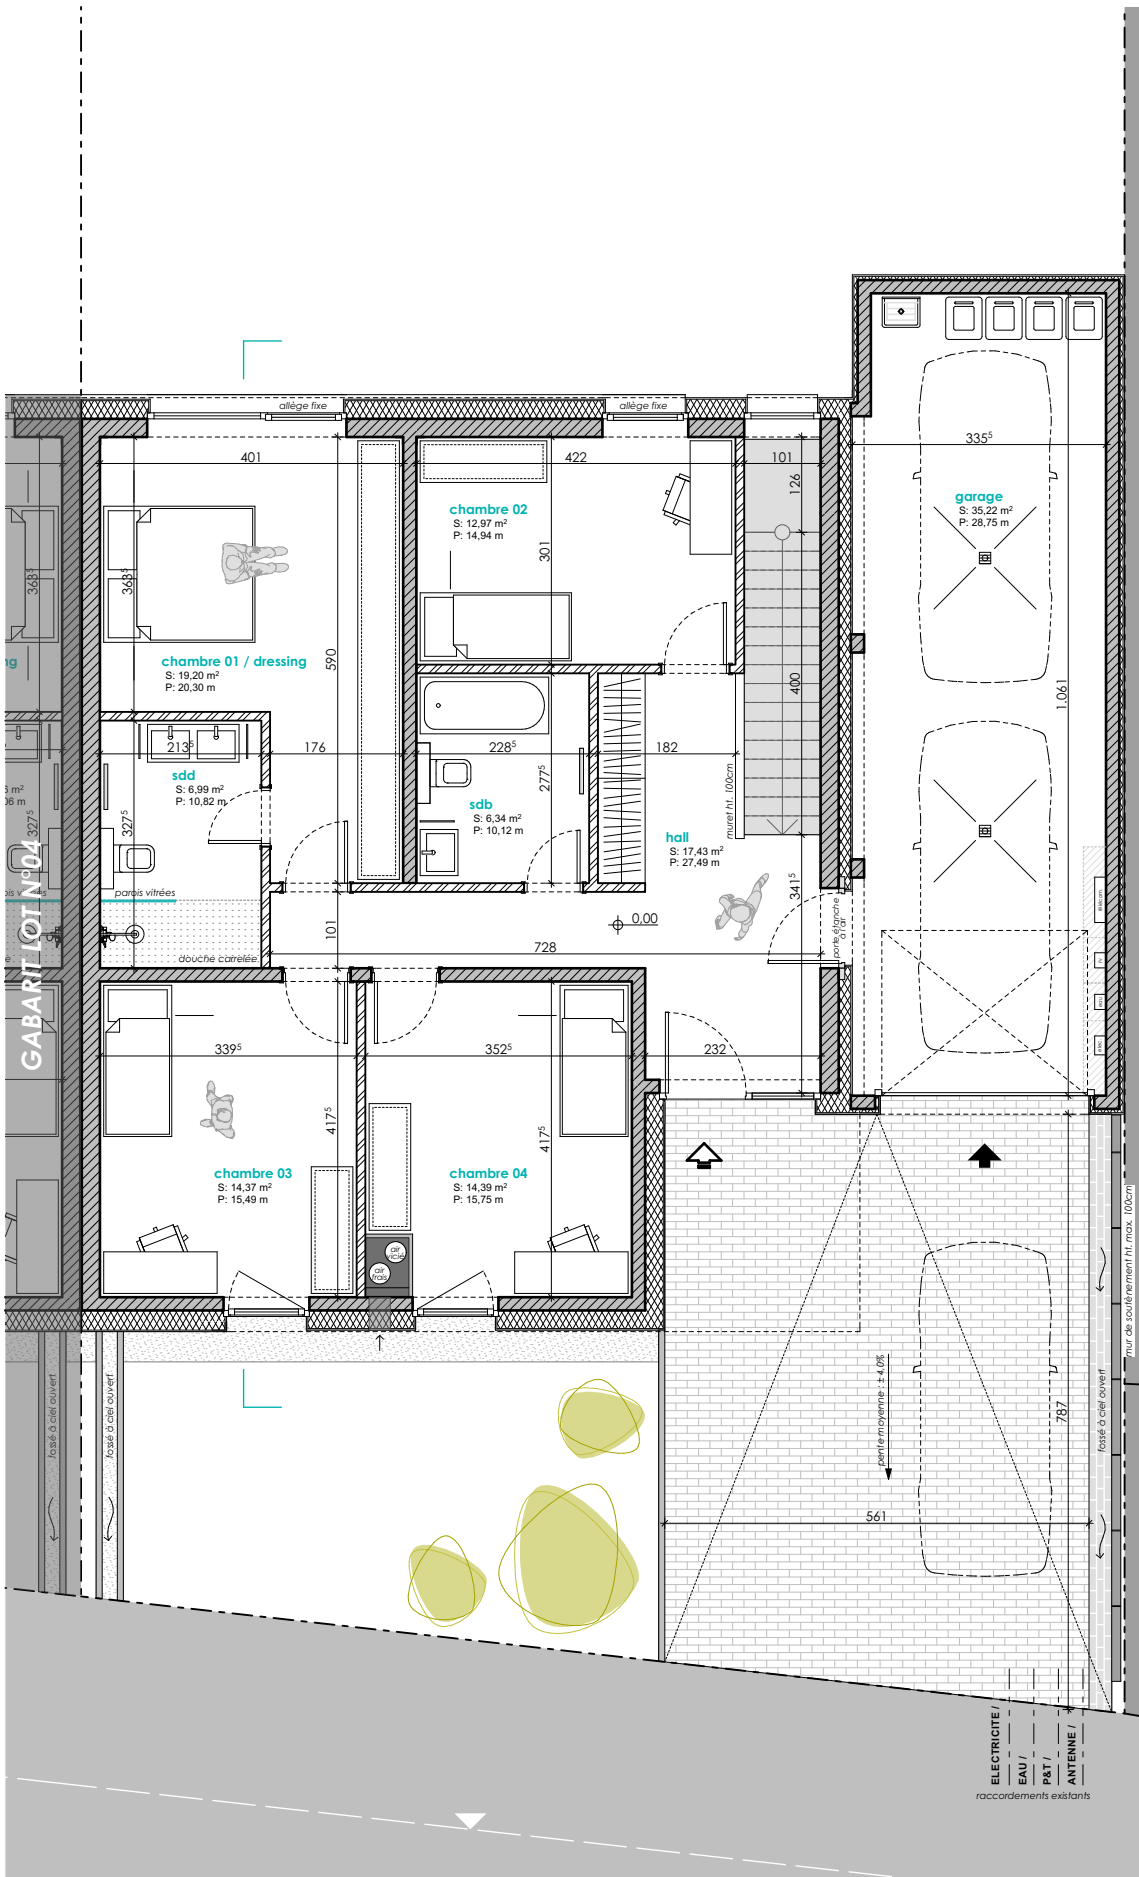 allège fixe
allège fixe
401
422
101
126
335⁵
garage
S: 35,22 m²
P: 28,75 m
chambre 02
S: 12,97 m²
P: 14,94 m
301
363⁵
363⁵
590
chambre 01 / dressing
S: 19,20 m²
P: 20,30 m
400
1.061
213⁵
176
228⁵
182
277⁵
muret ht. 100cm
sdd
S: 6,99 m²
P: 10,82 m
sdb
S: 6,34 m²
P: 10,12 m
hall
S: 17,43 m²
P: 27,49 m
327⁵
327⁵
341⁵
parois vitrées
douche carrelée
101
0,00
728
porte étanche
à l'air
GABARIT LOT N°04
339⁵
352⁵
232
417⁵
417⁵
chambre 03
S: 14,37 m²
P: 15,49 m
chambre 04
S: 14,39 m²
P: 15,75 m
air
vicié
air
frais
mur de soutènement ht. max. 100cm
fossé à ciel ouvert
fossé à ciel ouvert
fossé à ciel ouvert
pente moyenne : ± 4,0%
787
561
ELECTRICITE /
EAU /
P&T /
ANTENNE /
raccordements existants